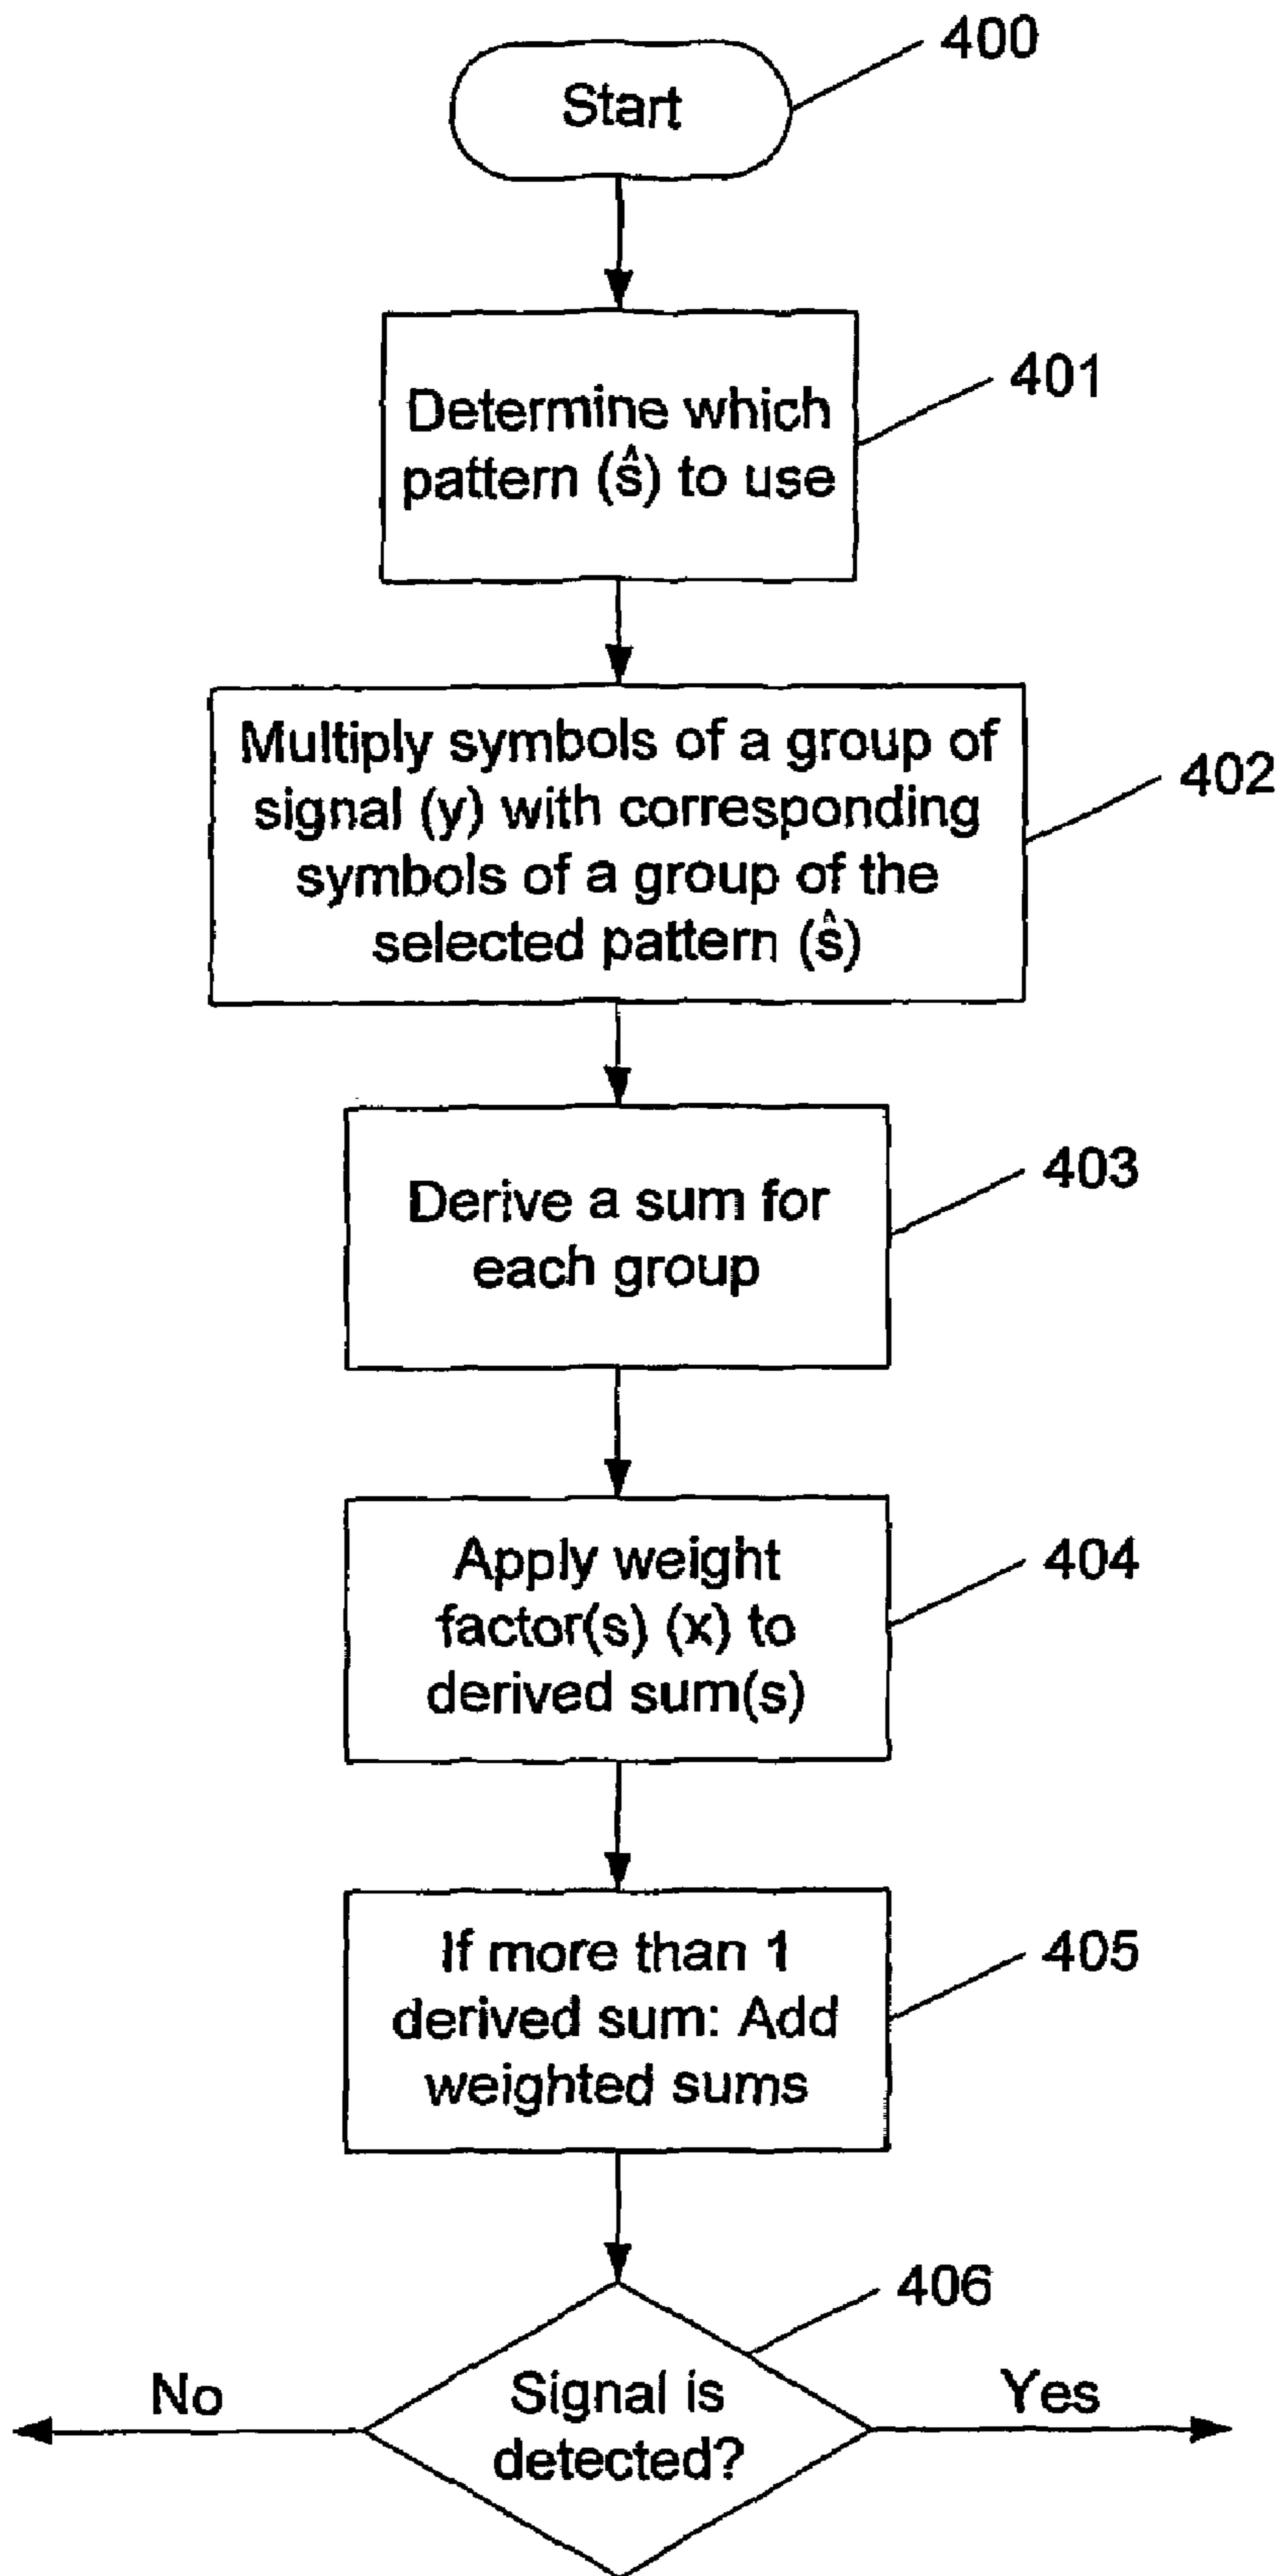 Start
400
Determine which
pattern (ŝ) to use
401
Multiply symbols of a group of
signal (y) with corresponding
symbols of a group of the
selected pattern (ŝ)
402
Derive a sum for
each group
403
Apply weight
factor(s) (x) to
derived sum(s)
404
If more than 1
derived sum: Add
weighted sums
405
406
Signal is
detected?
No
Yes